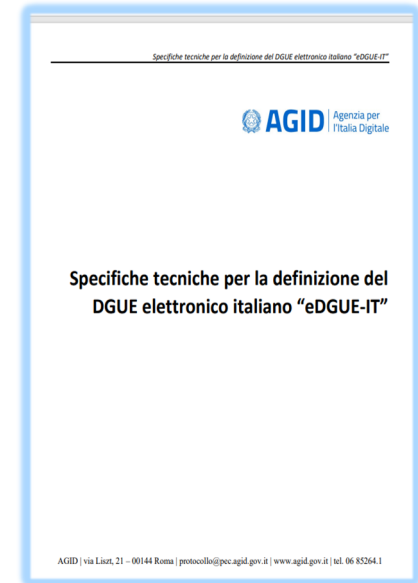 Specifiche tecniche per la definizione del DGUE elettronico italiano "eDGUE-IT"
AGID Agenzia per
l'Italia Digitale
Specifiche tecniche per la definizione del
DGUE elettronico italiano "eDGUE-IT"
AGID | via Liszt, 21 – 00144 Roma | protocollo@pec.agid.gov.it | www.agid.gov.it | tel. 06 85264.1